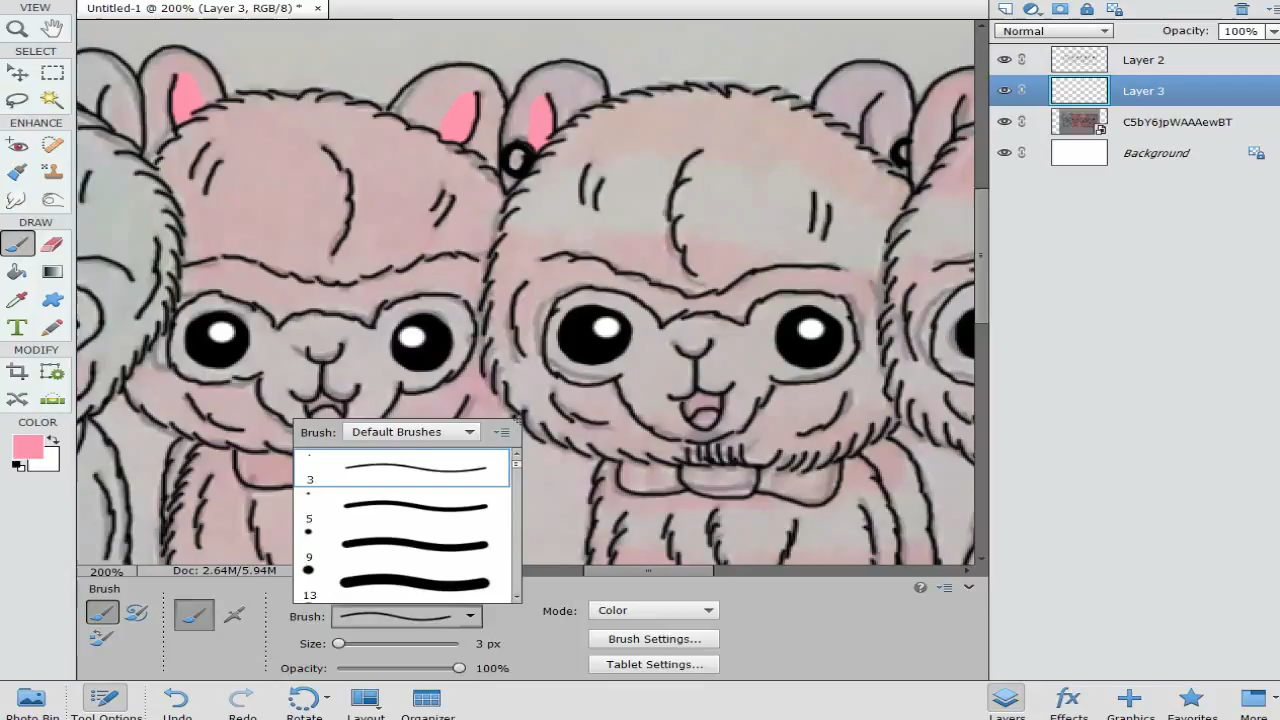 VIEW
Untitled-1 @ 200% (Layer 3, RGB/8) * ×
SELECT
ENHANCE
DRAW
T
MODIFY
COLOR
Normal
Opacity: 100%
Layer 2
Layer 3
C5bY6jpWAAAewBT
Background
Brush: Default Brushes
3
5
9
13
200%
Doc: 2.64M/5.94M
Brush
Brush:
Size: 3 px
Opacity: 100%
Mode: Color
Brush Settings...
Tablet Settings...
Photo Bin
Tool Options
Undo
Redo
Rotate
Layout
Organizer
Layers
fx
Effects
Graphics
Favorites
More